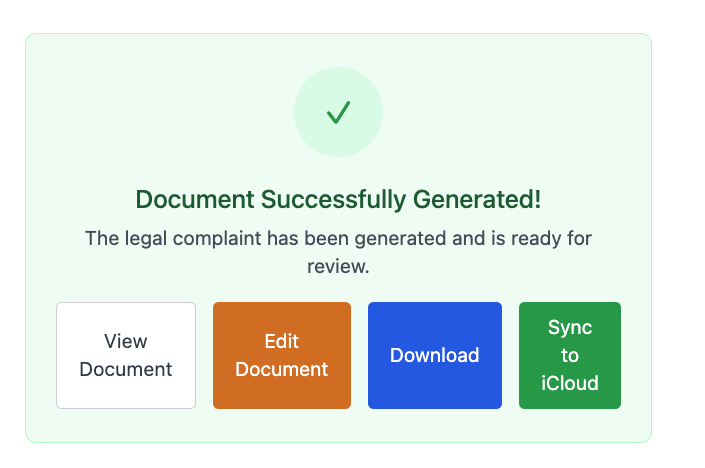 Document Successfully Generated!
The legal complaint has been generated and is ready for
review.
View
Document
Edit
Document
Download
Sync
to
iCloud